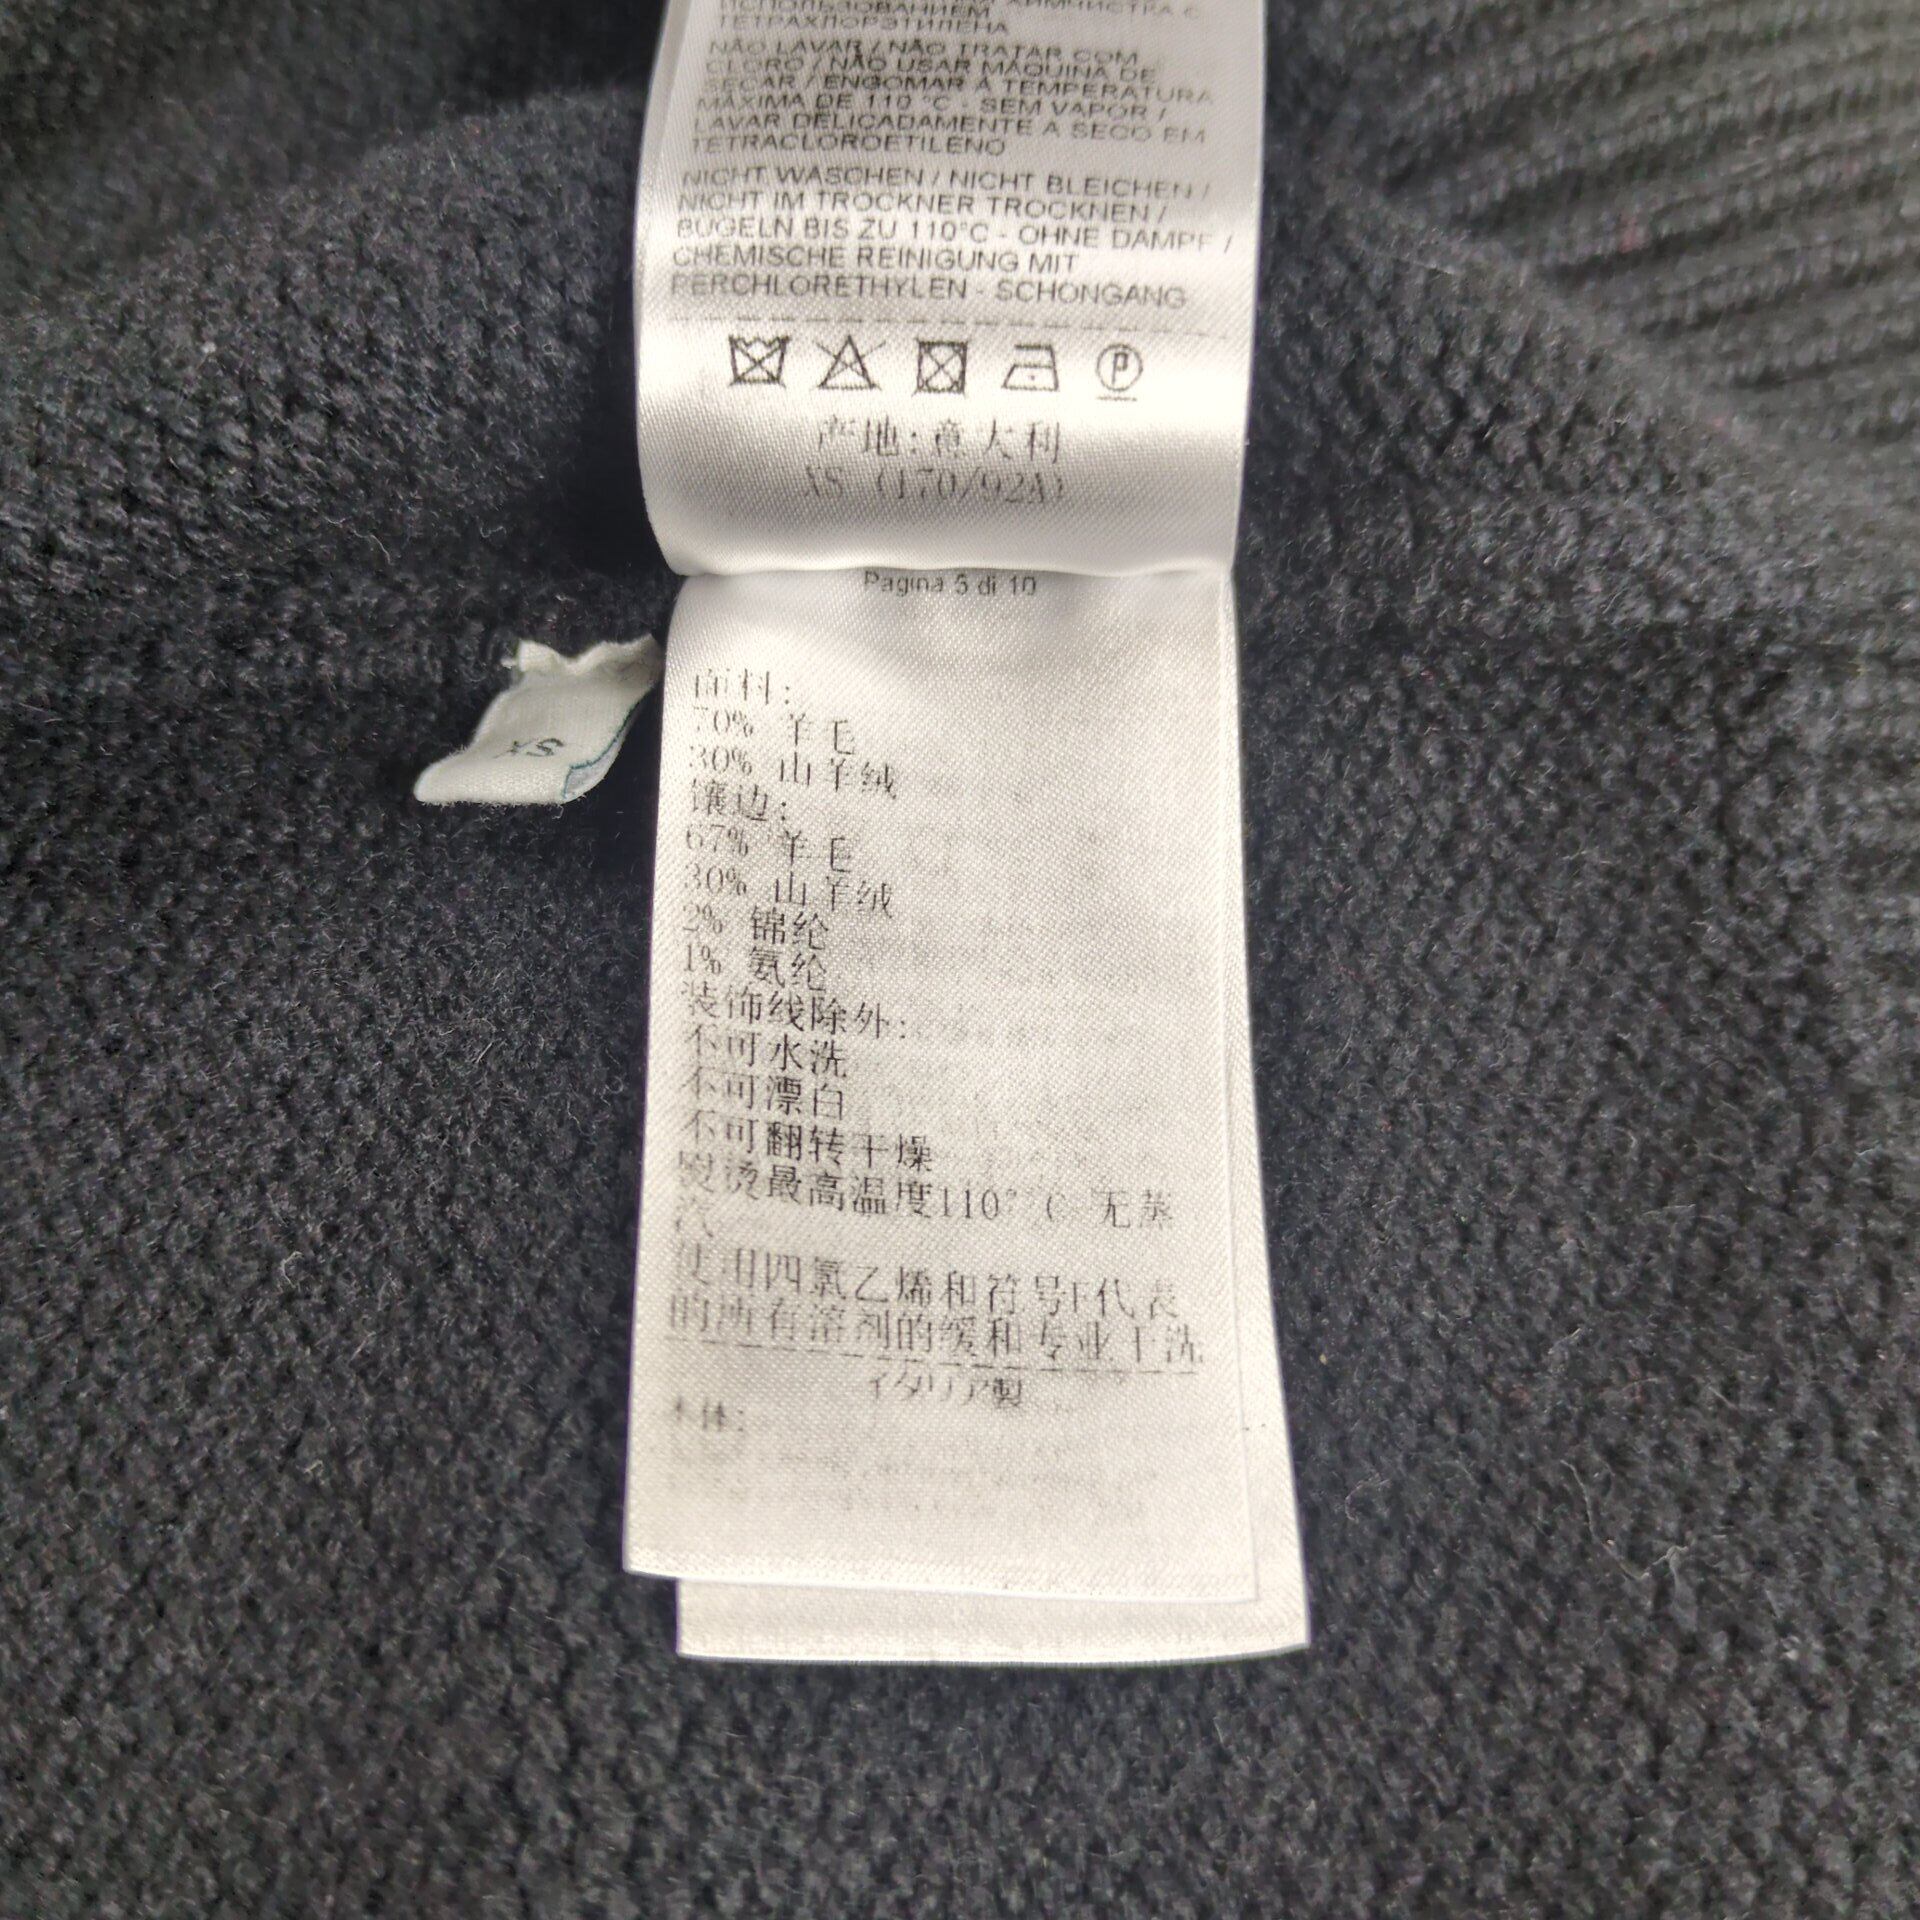 ХИМЧИСТКА С
ИСПОЛЬЗОВАНИЕМ
ТЕТРАХЛОРЭТИЛЕНА
NÃO LAVAR / NÃO TRATAR COM
CLORO / NÃO USAR MÁQUINA DE
SECAR / ENGOMAR À TEMPERATURA
MÁXIMA DE 110 °C - SEM VAPOR /
LAVAR DELICADAMENTE A SECO EM
TETRACLOROETILENO
NICHT WASCHEN / NICHT BLEICHEN /
NICHT IM TROCKNER TROCKNEN /
BÜGELN BIS ZU 110°C - OHNE DAMPF /
CHEMISCHE REINIGUNG MIT
PERCHLORETHYLEN - SCHONGANG
P
产地:意大利
XS (170/92A)
Pagina 5 di 10
XS
面料:
70% 羊毛
30% 山羊绒
镶边:
67% 羊毛
30% 山羊绒
2% 锦纶
1% 氨纶
装饰线除外:
不可水洗
不可漂白
不可翻转干燥
熨烫最高温度110° C 无蒸
汽
使用四氯乙烯和符号F代表
的所有溶剂的缓和专业干洗
イタリア製
本体: